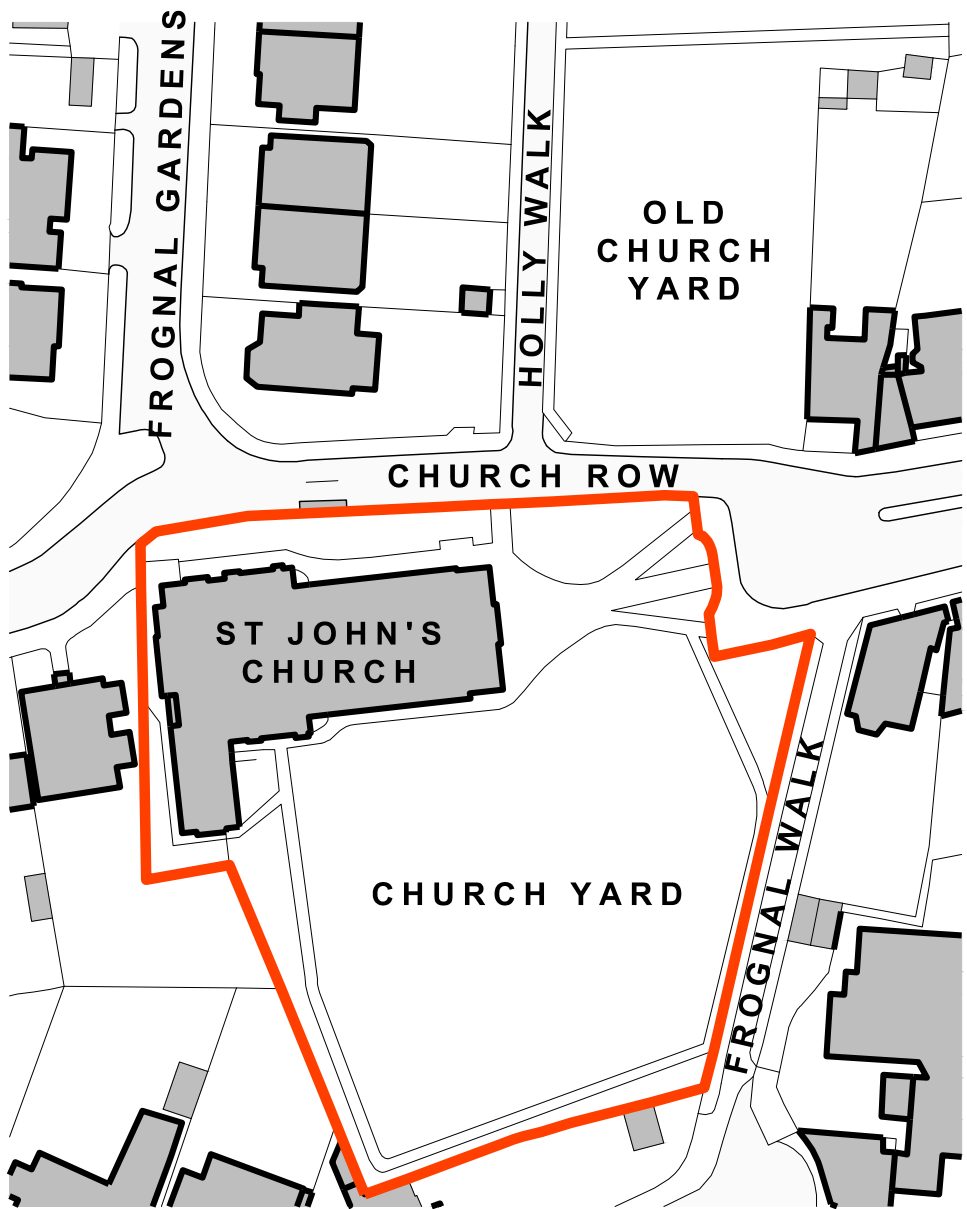 FROGNAL GARDENS
HOLLY WALK
OLD
CHURCH
YARD
CHURCH ROW
ST JOHN'S
CHURCH
CHURCH YARD
FROGNAL WALK